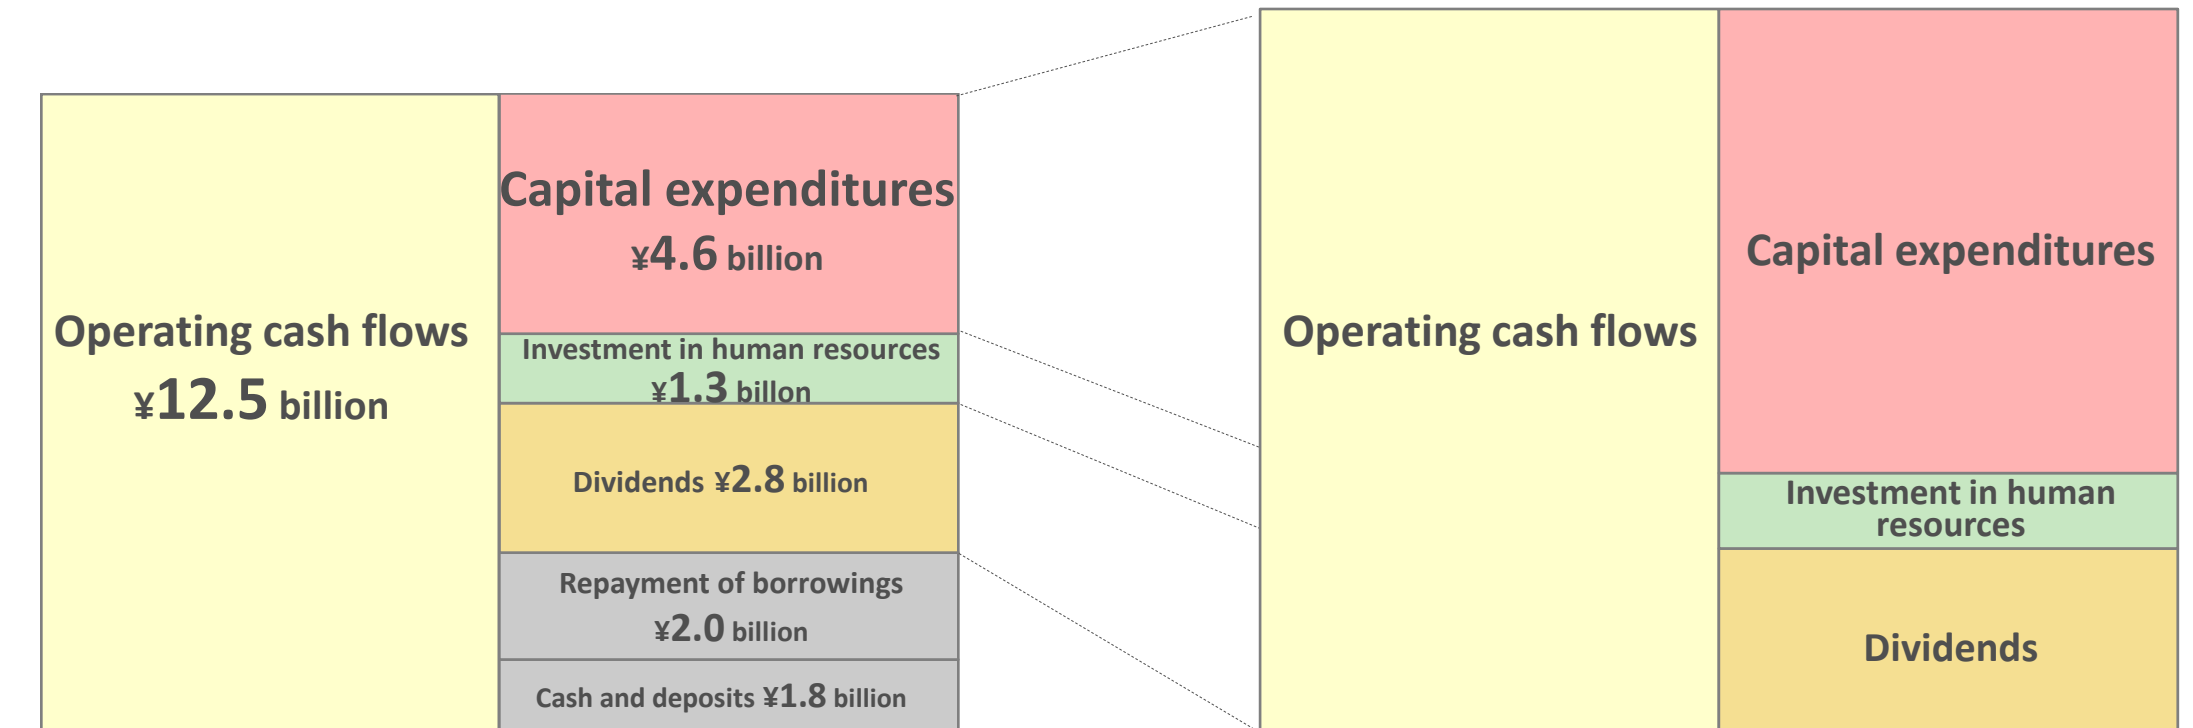 Operating cash flows
¥12.5 billion
Capital expenditures
¥4.6 billion
Investment in human resources
¥1.3 billon
Dividends ¥2.8 billion
Repayment of borrowings
¥2.0 billion
Cash and deposits ¥1.8 billion
Operating cash flows
Capital expenditures
Investment in human
resources
Dividends